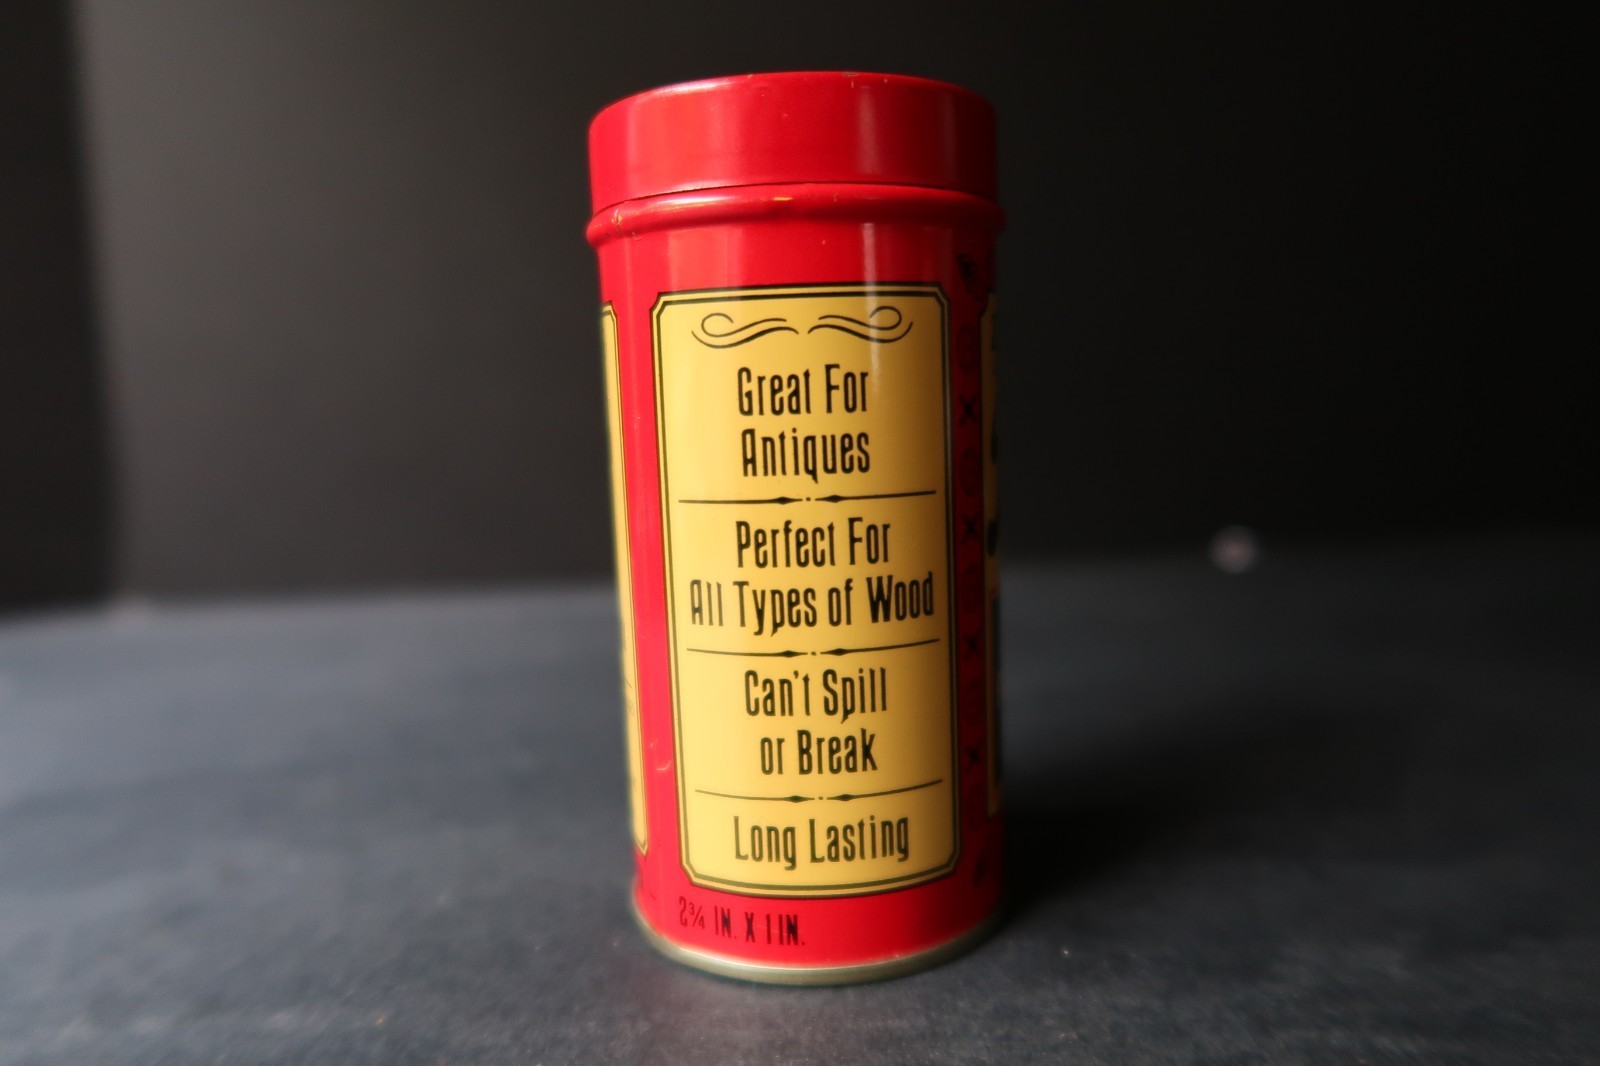 Great For
Antiques
Perfect For
All Types of Wood
Can't Spill
or Break
Long Lasting
2¾ IN. X 1 IN.